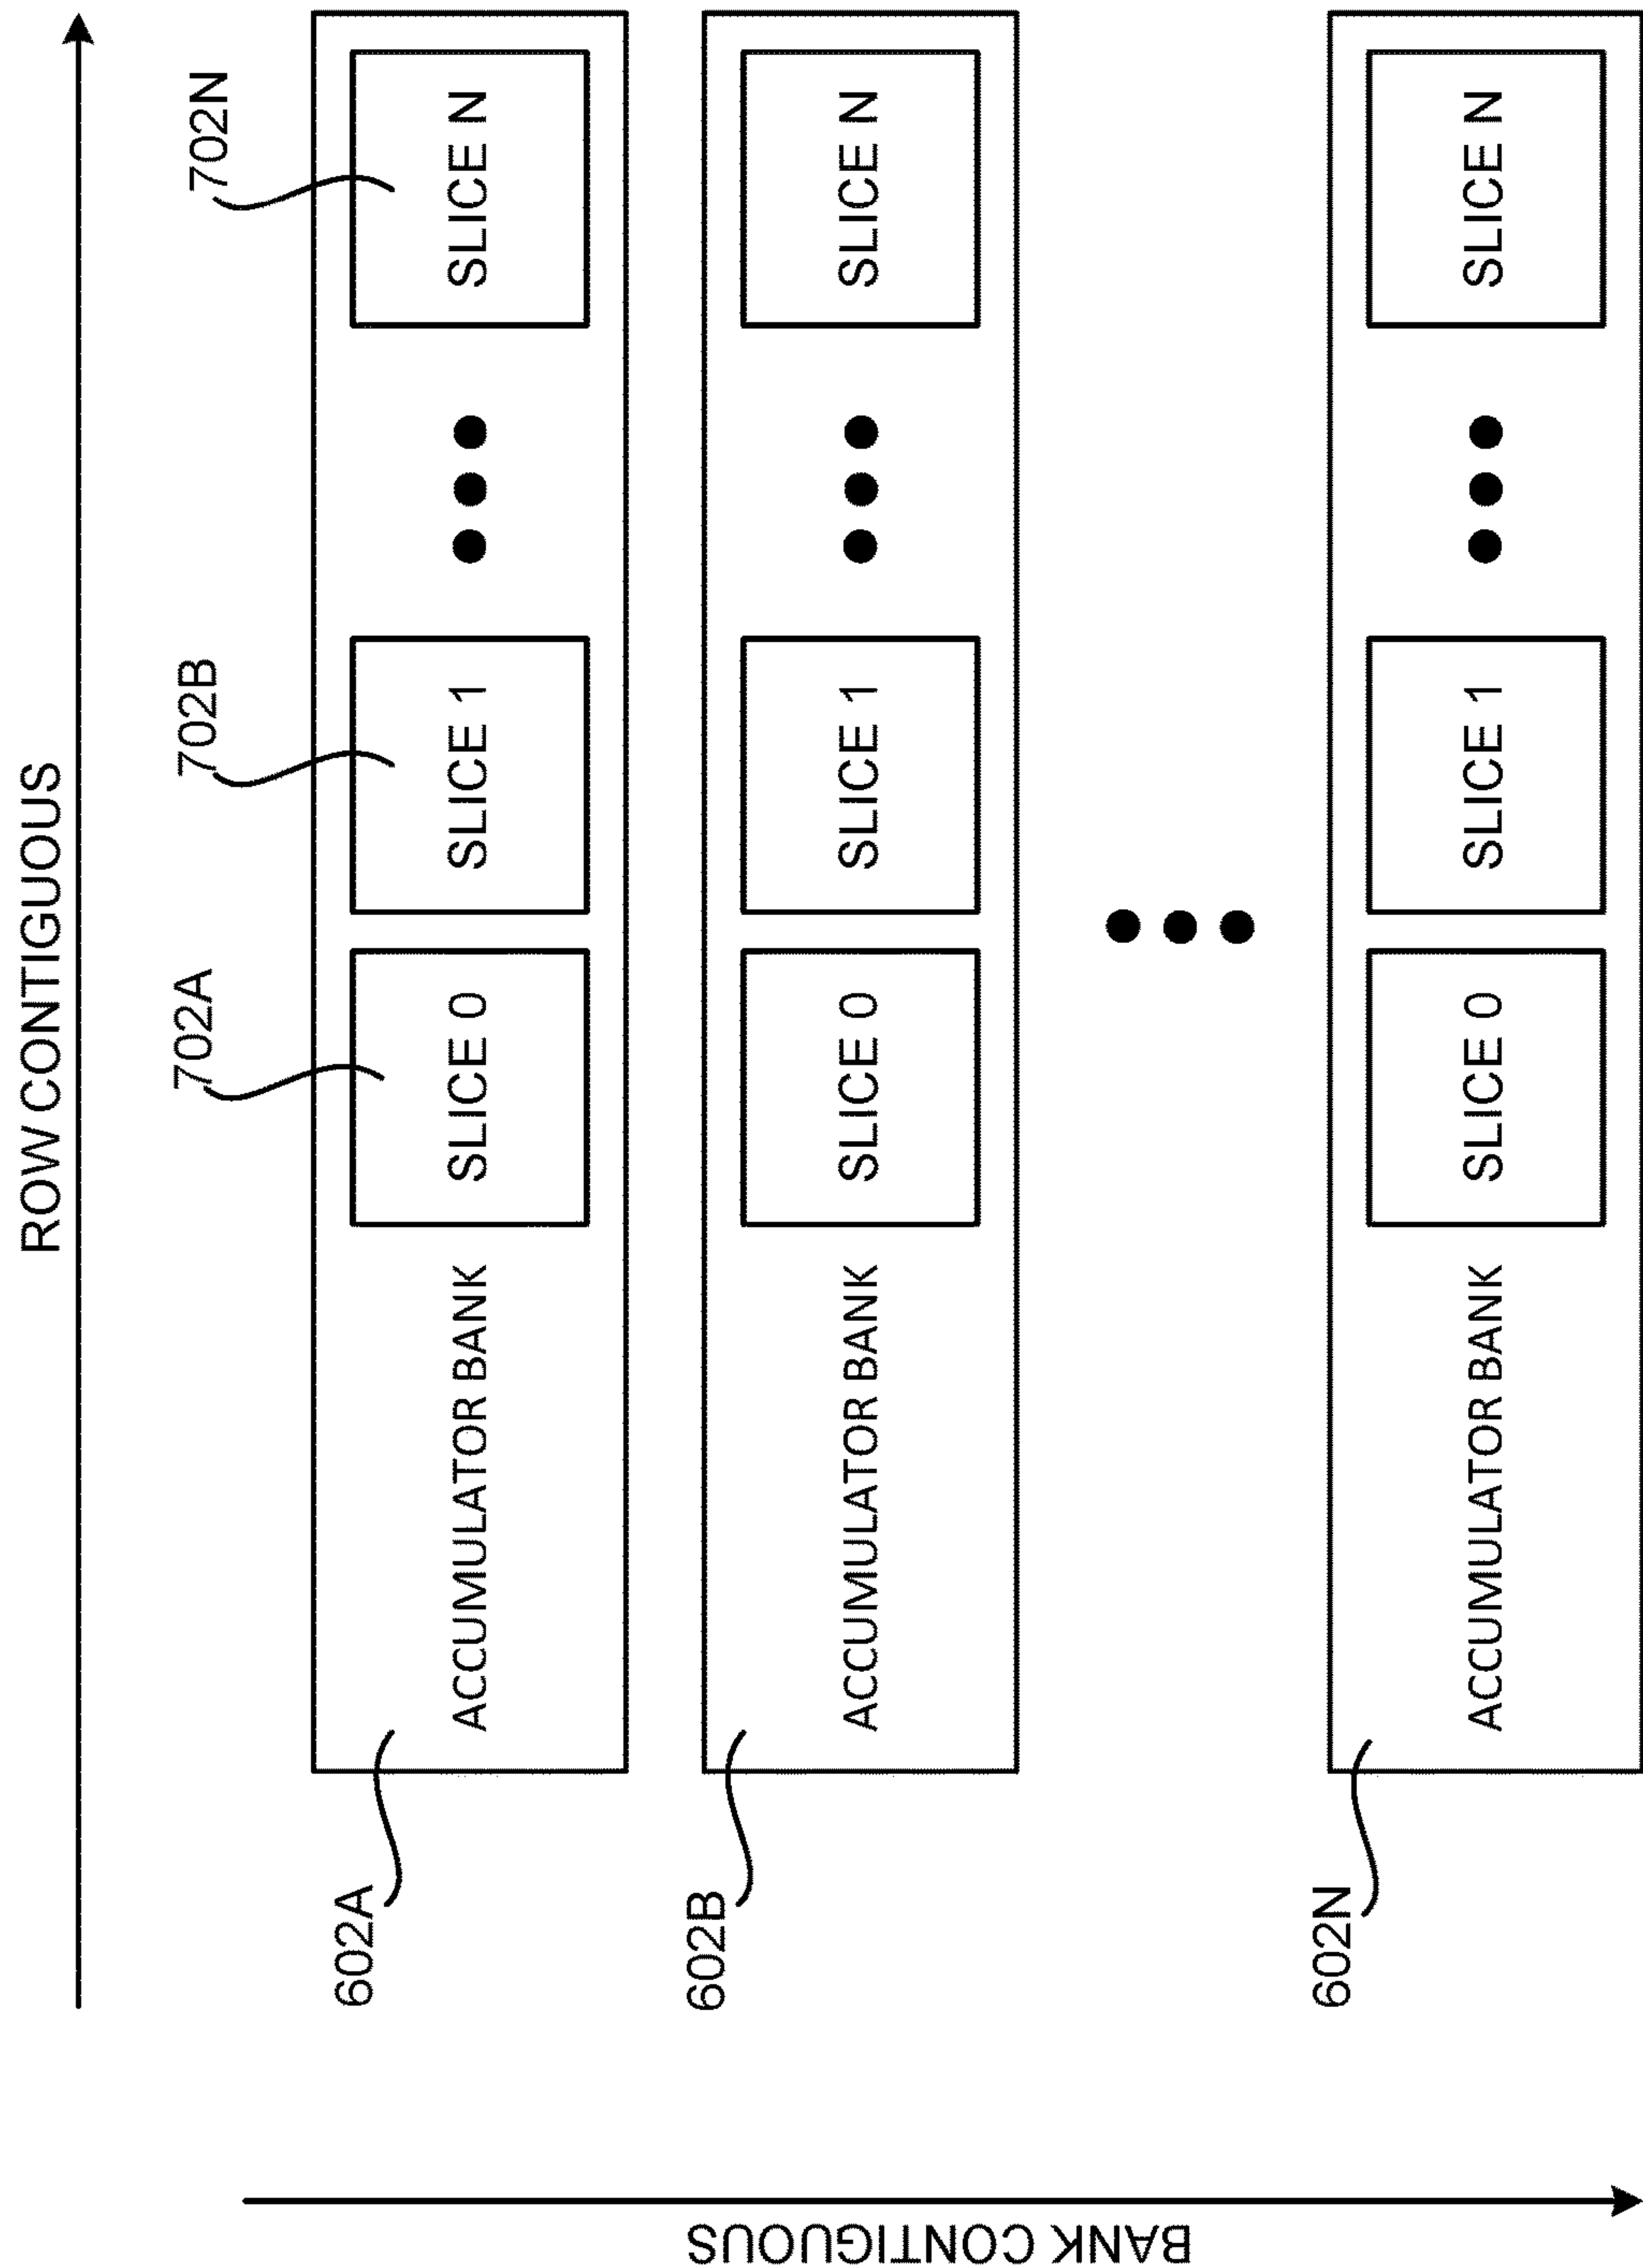 ROW CONTIGUOUS
702A
702B
702N
602A
ACCUMULATOR BANK
SLICE 0
SLICE 1
SLICE N
602B
ACCUMULATOR BANK
SLICE 0
SLICE 1
SLICE N
602N
ACCUMULATOR BANK
SLICE 0
SLICE 1
SLICE N
BANK CONTIGUOUS